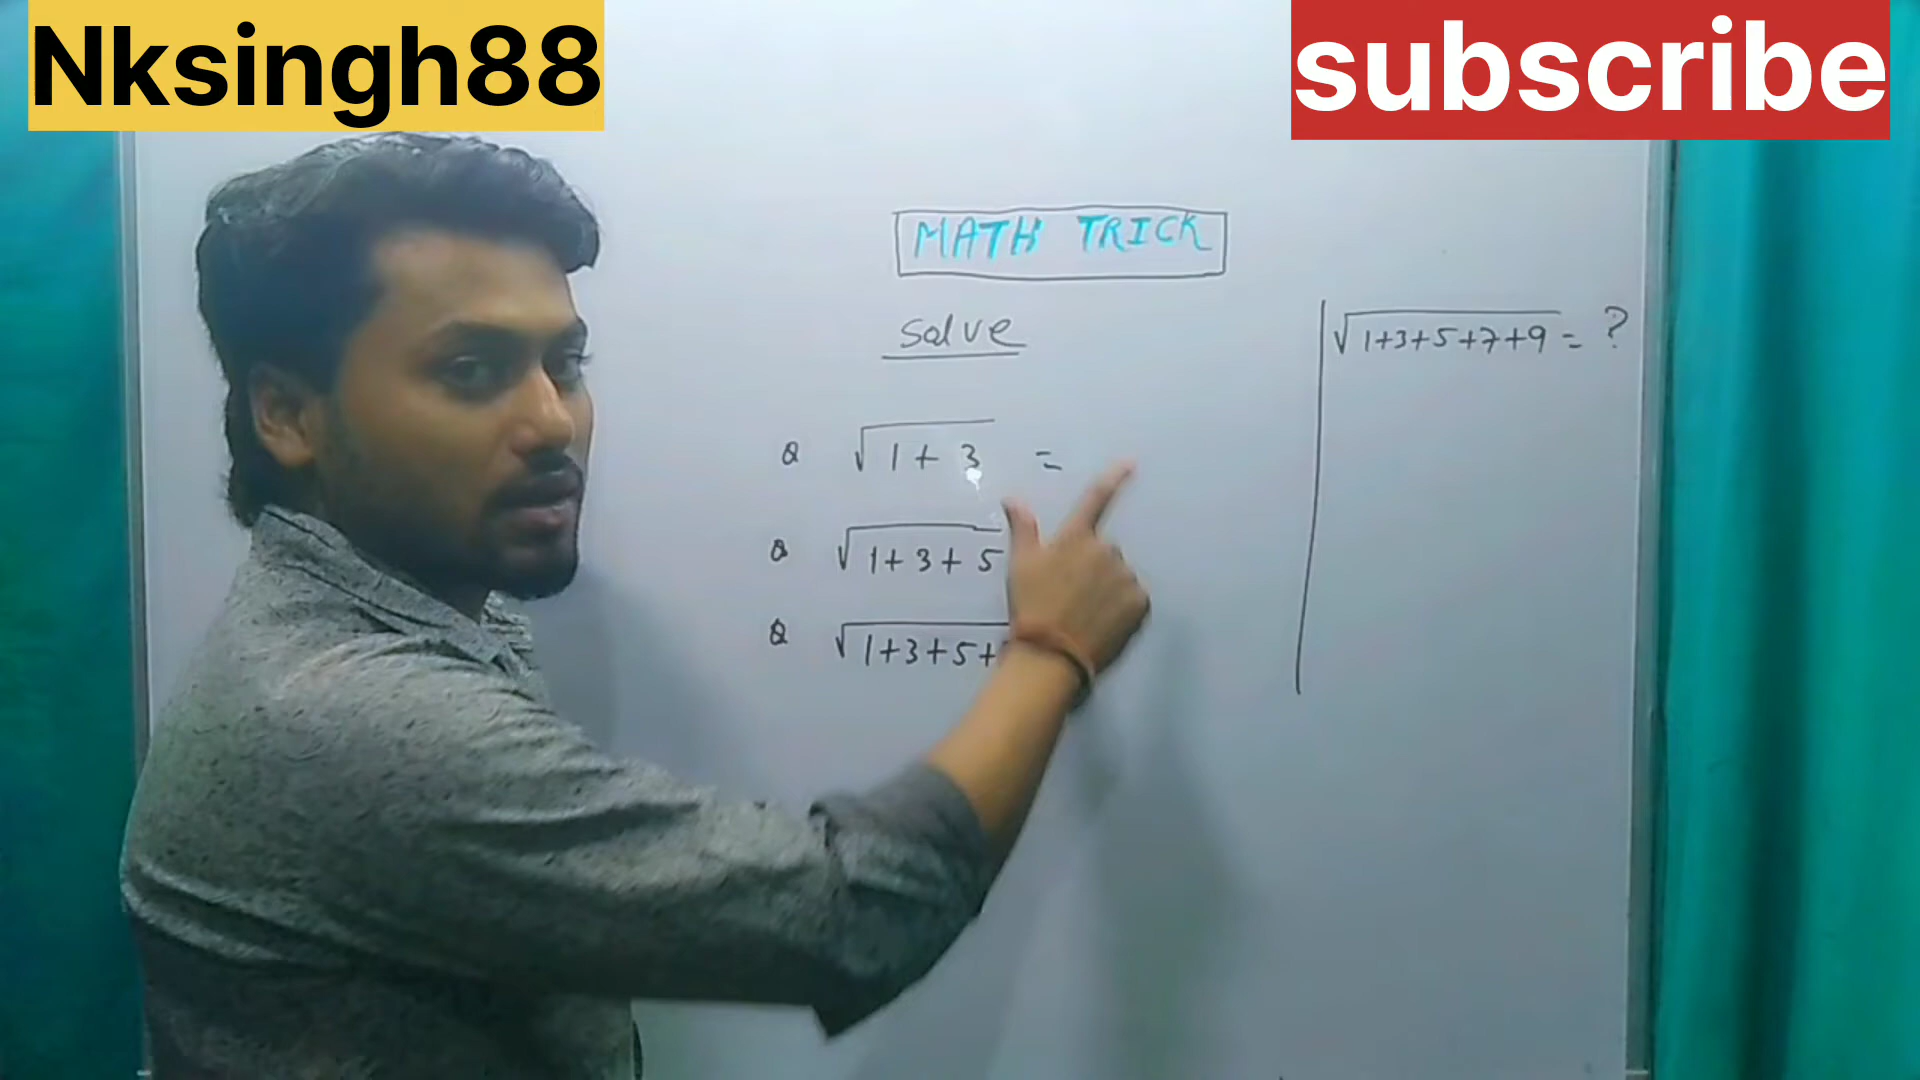 Nksingh88
subscribe
MATH TRICK
Solve
Q √1+3 =
Q √1+3+5
Q √1+3+5+
√1+3+5+7+9 = ?